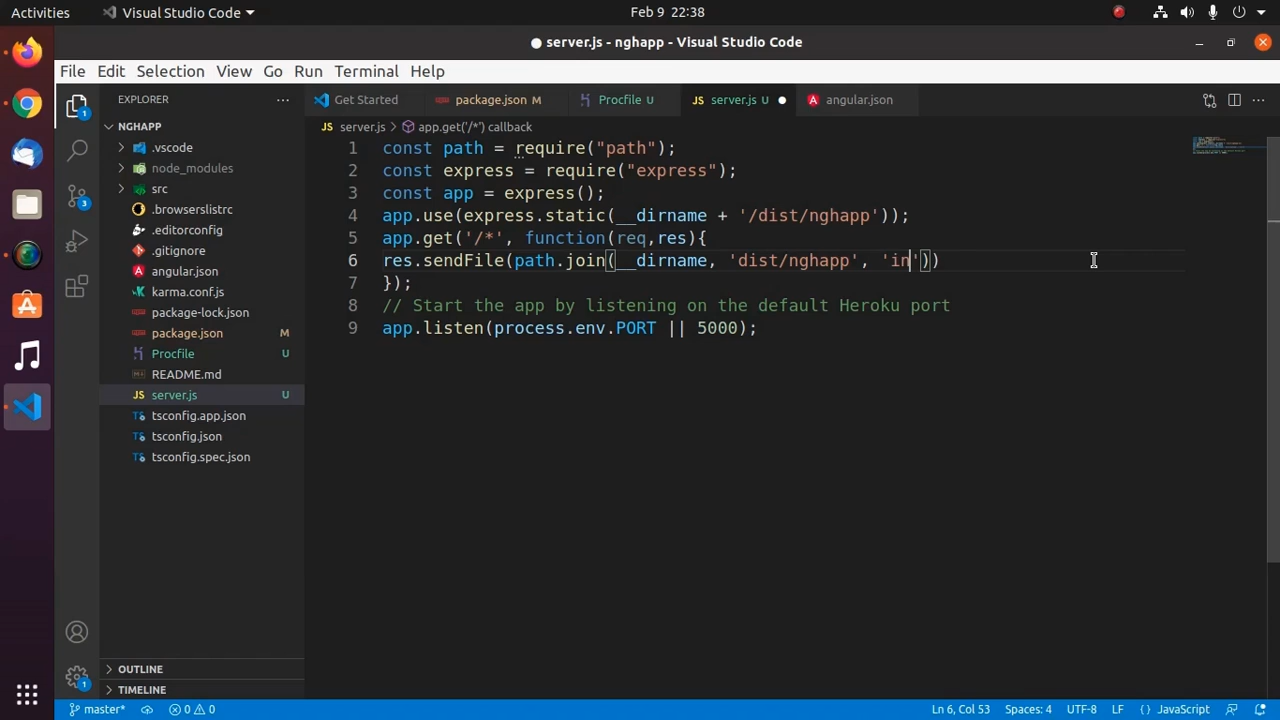 Activities
Visual Studio Code
Feb 9 22:38
● server.js - nghapp - Visual Studio Code
File Edit Selection View Go Run Terminal Help
EXPLORER
Get Started
package.json M
Procfile U
JS server.js U ●
angular.json
JS server.js > app.get('/*') callback
NGHAPP
.vscode
node_modules
src
.browserslistrc
.editorconfig
.gitignore
angular.json
karma.conf.js
package-lock.json
package.json M
Procfile U
README.md
JS server.js U
tsconfig.app.json
tsconfig.json
tsconfig.spec.json
1 const path = require("path");
2 const express = require("express");
3 const app = express();
4 app.use(express.static(__dirname + '/dist/nghapp'));
5 app.get('/*', function(req,res){
6 res.sendFile(path.join(__dirname, 'dist/nghapp', 'in'))
7 });
8 // Start the app by listening on the default Heroku port
9 app.listen(process.env.PORT || 5000);
1
3
1
OUTLINE
TIMELINE
master* 0 0 Ln 6, Col 53 Spaces: 4 UTF-8 LF { } JavaScript